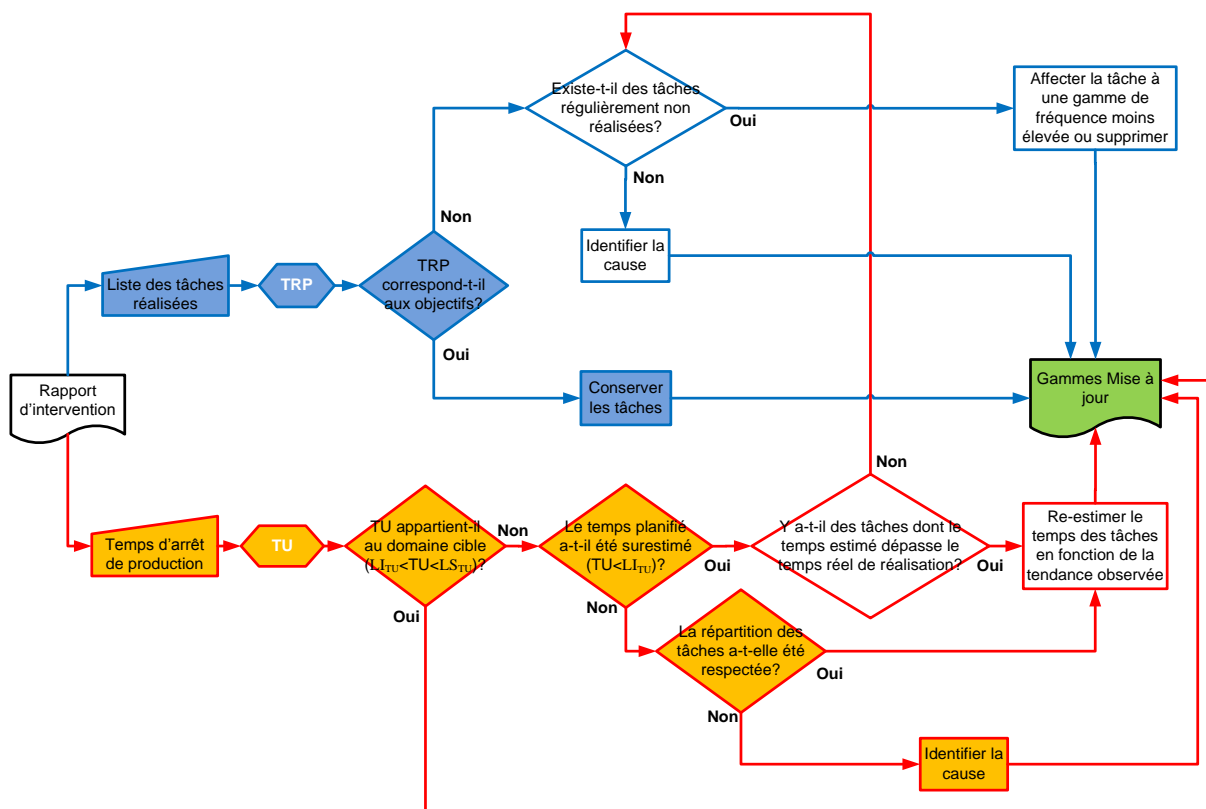 Existe-t-il des tâches
régulièrement non
réalisées?
Oui
Non
Affecter la tâche à
une gamme de
fréquence moins
élevée ou supprimer
Non
Identifier la
cause
Liste des tâches
réalisées
TRP
TRP
correspond-t-il
aux objectifs?
Oui
Rapport
d'intervention
Conserver
les tâches
Gammes Mise à
jour
Non
Temps d'arrêt
de production
TU
TU appartient-il
au domaine cible
(LITU<TU<LSTU)?
Non
Oui
Le temps planifié
a-t-il été surestimé
(TU<LITU)?
Oui
Non
Y a-t-il des tâches dont le
temps estimé dépasse le
temps réel de réalisation?
Oui
Re-estimer le
temps des tâches
en fonction de la
tendance observée
La répartition des
tâches a-t-elle été
respectée?
Oui
Non
Identifier la
cause